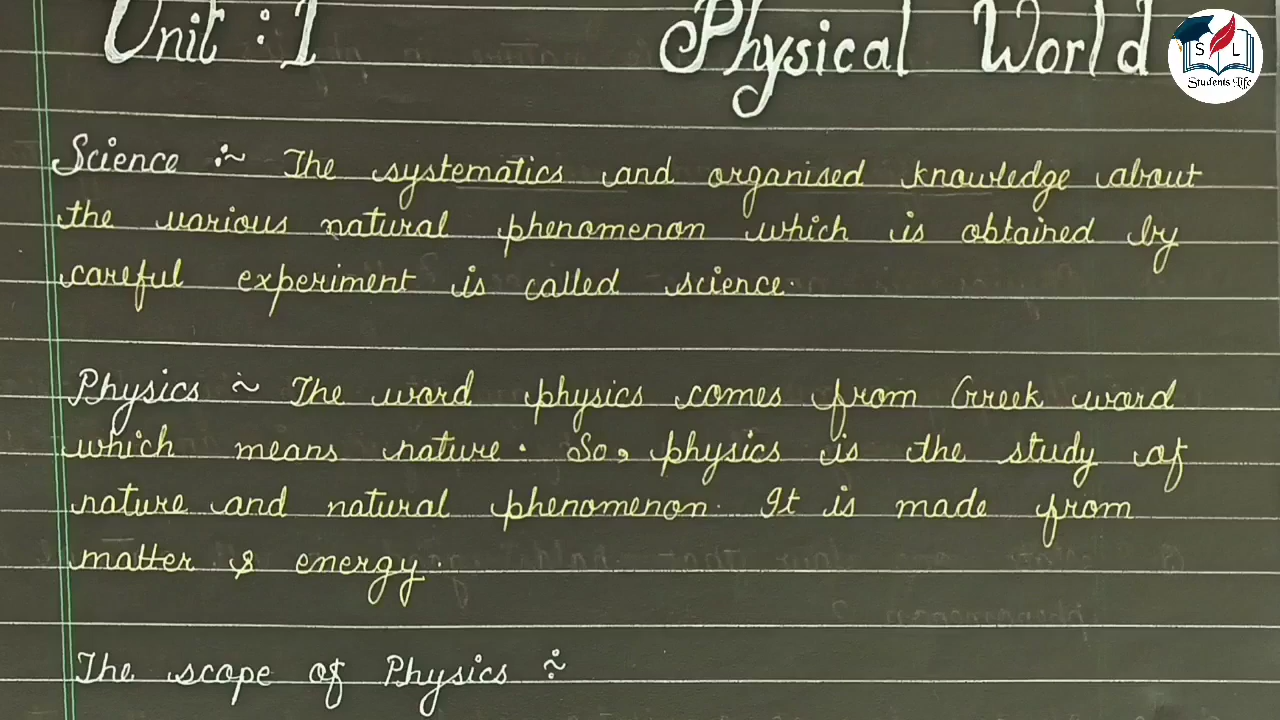 Unit : 1 Physical World
S L
Students Life
Science :~ The systematics and organised knowledge about
the various natural phenomenon which is obtained by
careful experiment is called science.
Physics ~ The word physics comes from Greek word
which means nature. So, physics is the study of
nature and natural phenomenon. It is made from
matter & energy.
The scope of Physics :~